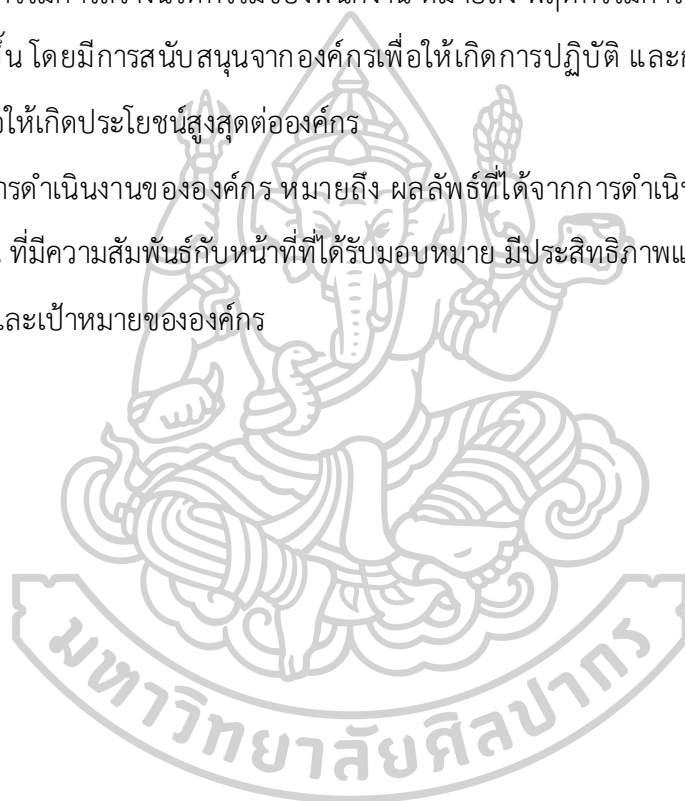 หมายถึง
ขึ้น โดยมีการสนับสนุนจากองค์กรเพื่อให้เกิดการปฏิบัติ
ให้เกิดประโยชน์สูงสุดต่อองค์กร
ารดำเนินงานขององค์กร หมายถึง ผลลัพธ์ที่ได้จากการดำเนิน
ที่มีความสัมพันธ์กับหน้าที่ที่ได้รับมอบหมาย มีประสิทธิภาพแ
และเป้าหมายขององค์กร
มหาวิทยาลัยศิลปากร